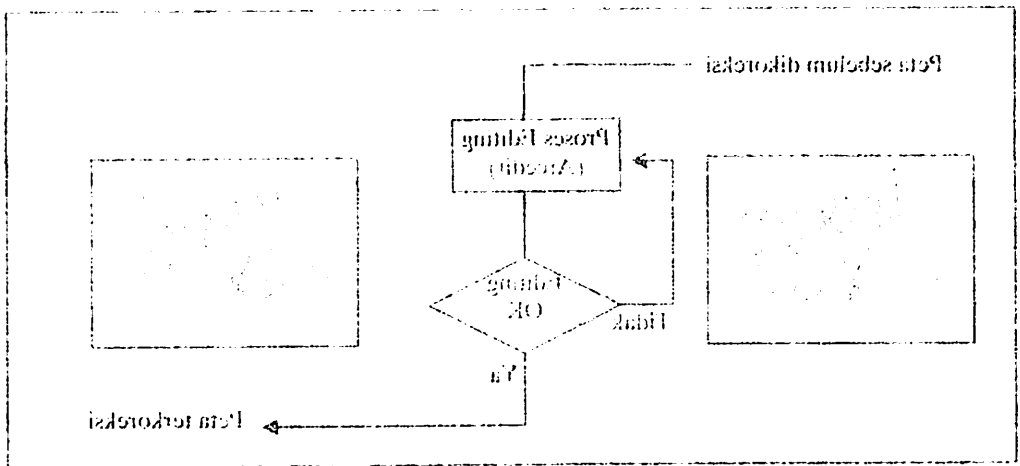 Peta sebelum dikoreksi
Proses Editing
(Arcedit)
Editing
OK
Tidak
Ya
Peta terkoreksi